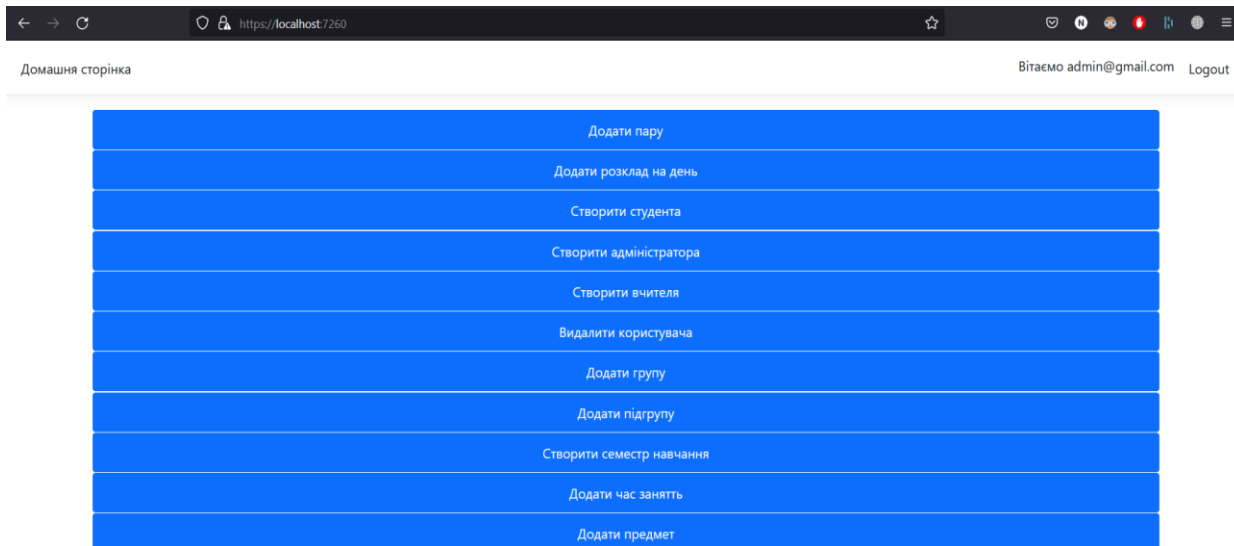 https://localhost:7260
Домашня сторінка
Вітаємо admin@gmail.com Logout
Додати пару
Додати розклад на день
Створити студента
Створити адміністратора
Створити вчителя
Видалити користувача
Додати групу
Додати підгрупу
Створити семестр навчання
Додати час занятть
Додати предмет